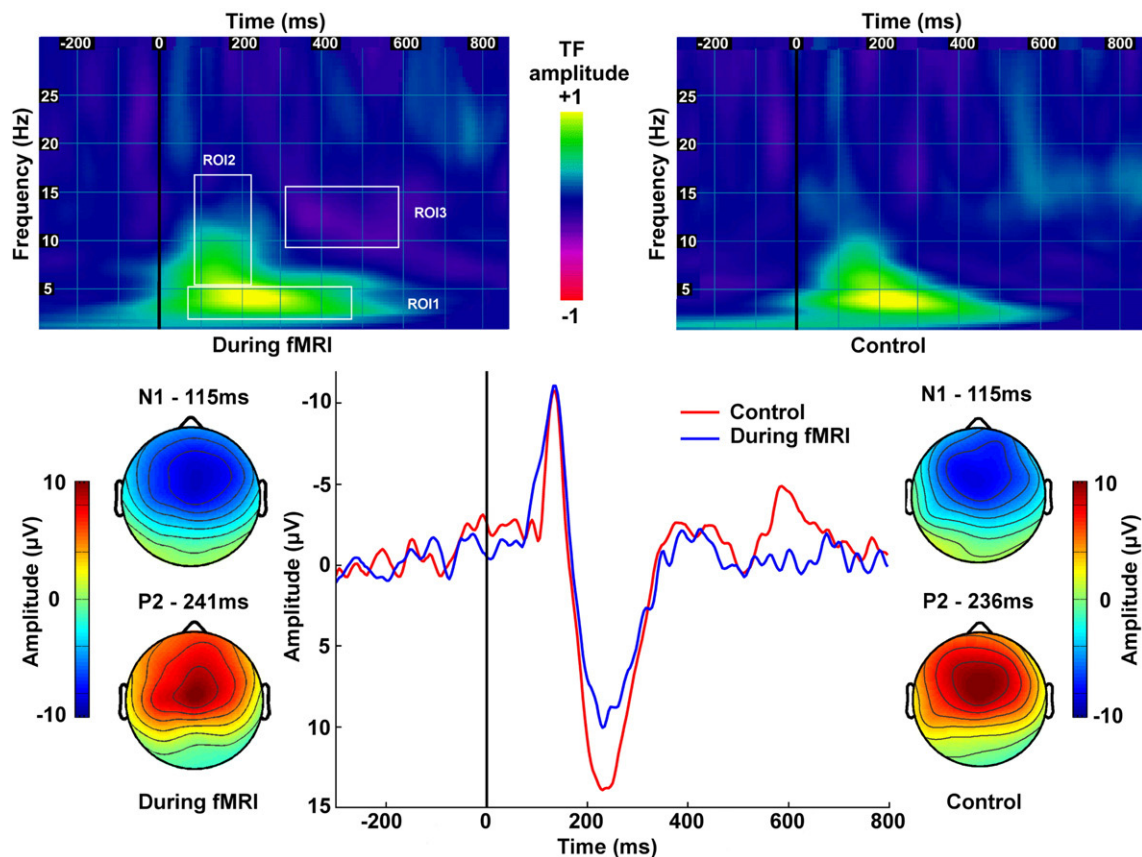 Time (ms)
-200 0 200 400 600 800
Frequency (Hz)
25
20
15
10
5
ROI2
ROI3
ROI1
During fMRI
TF
amplitude
+1
-1
Time (ms)
-200 0 200 400 600 800
Frequency (Hz)
25
20
15
10
5
Control
N1 - 115ms
P2 - 241ms
Amplitude (µV)
10
0
-10
During fMRI
Amplitude (µV)
-10
-5
0
5
10
15
-200 0 200 400 600 800
Time (ms)
Control
During fMRI
N1 - 115ms
P2 - 236ms
10
0
-10
Amplitude (µV)
Control